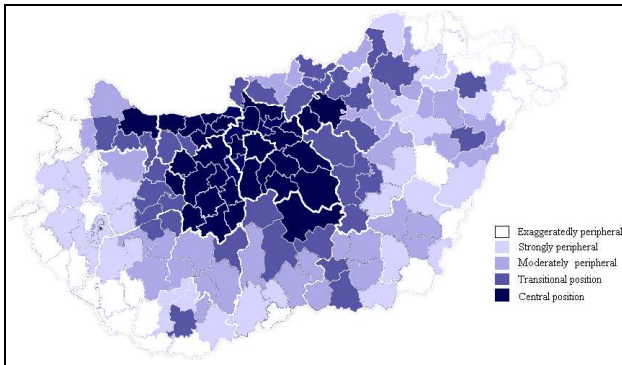 Exaggeratedly peripheral
Strongly peripheral
Moderately peripheral
Transitional position
Central position